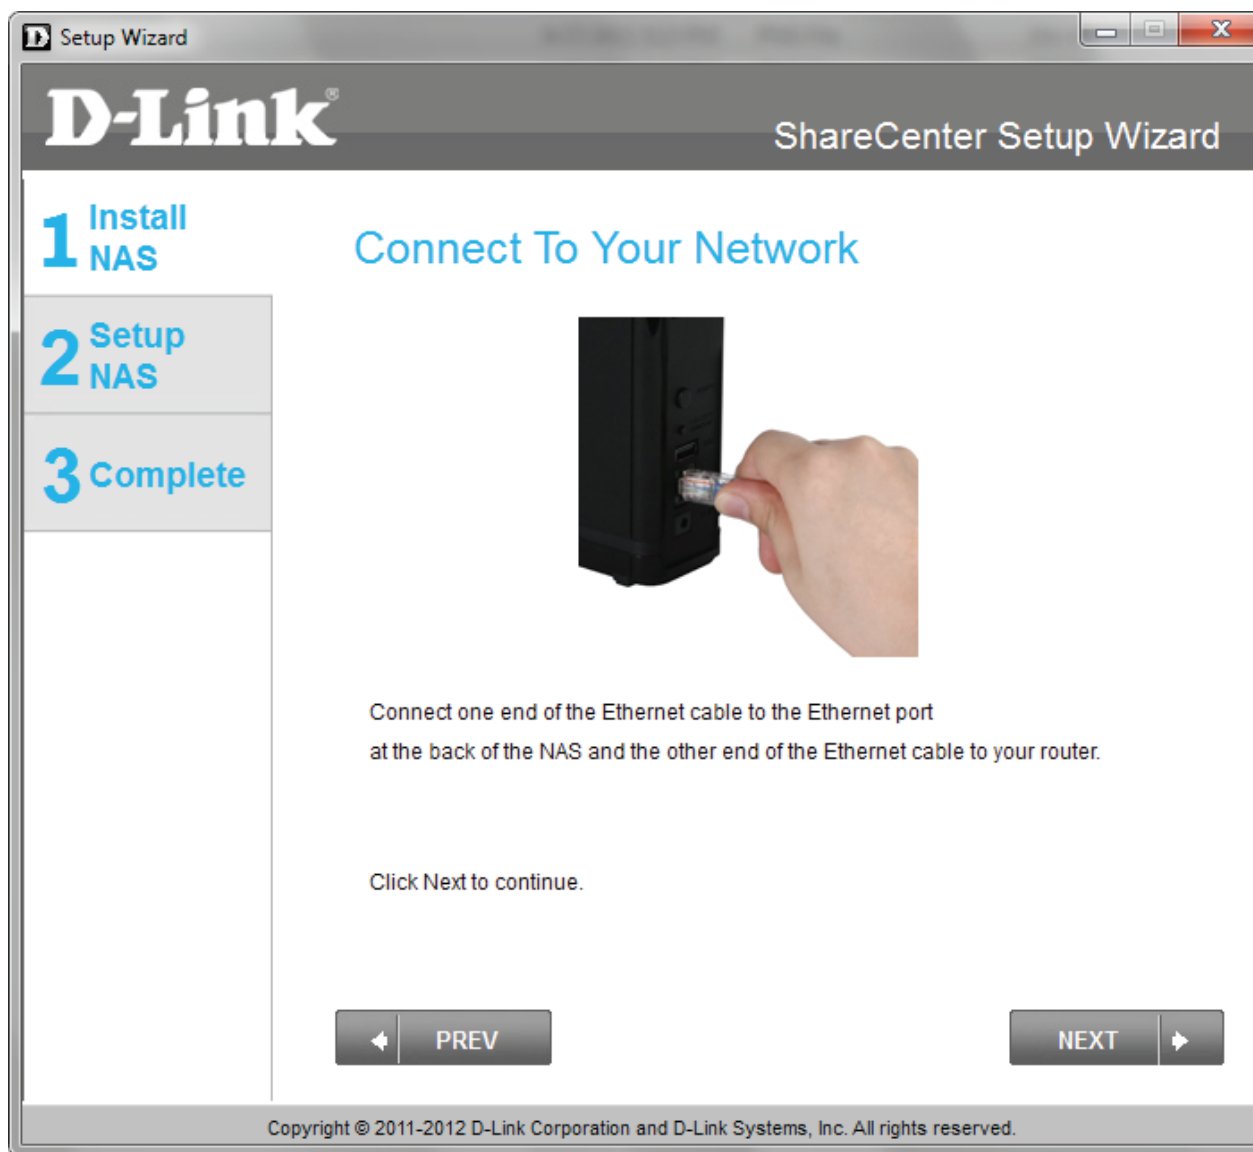 Setup Wizard
D-Link®
ShareCenter Setup Wizard
1 Install
NAS
2 Setup
NAS
3 Complete
Connect To Your Network
Connect one end of the Ethernet cable to the Ethernet port
at the back of the NAS and the other end of the Ethernet cable to your router.
Click Next to continue.
PREV
NEXT
Copyright © 2011-2012 D-Link Corporation and D-Link Systems, Inc. All rights reserved.